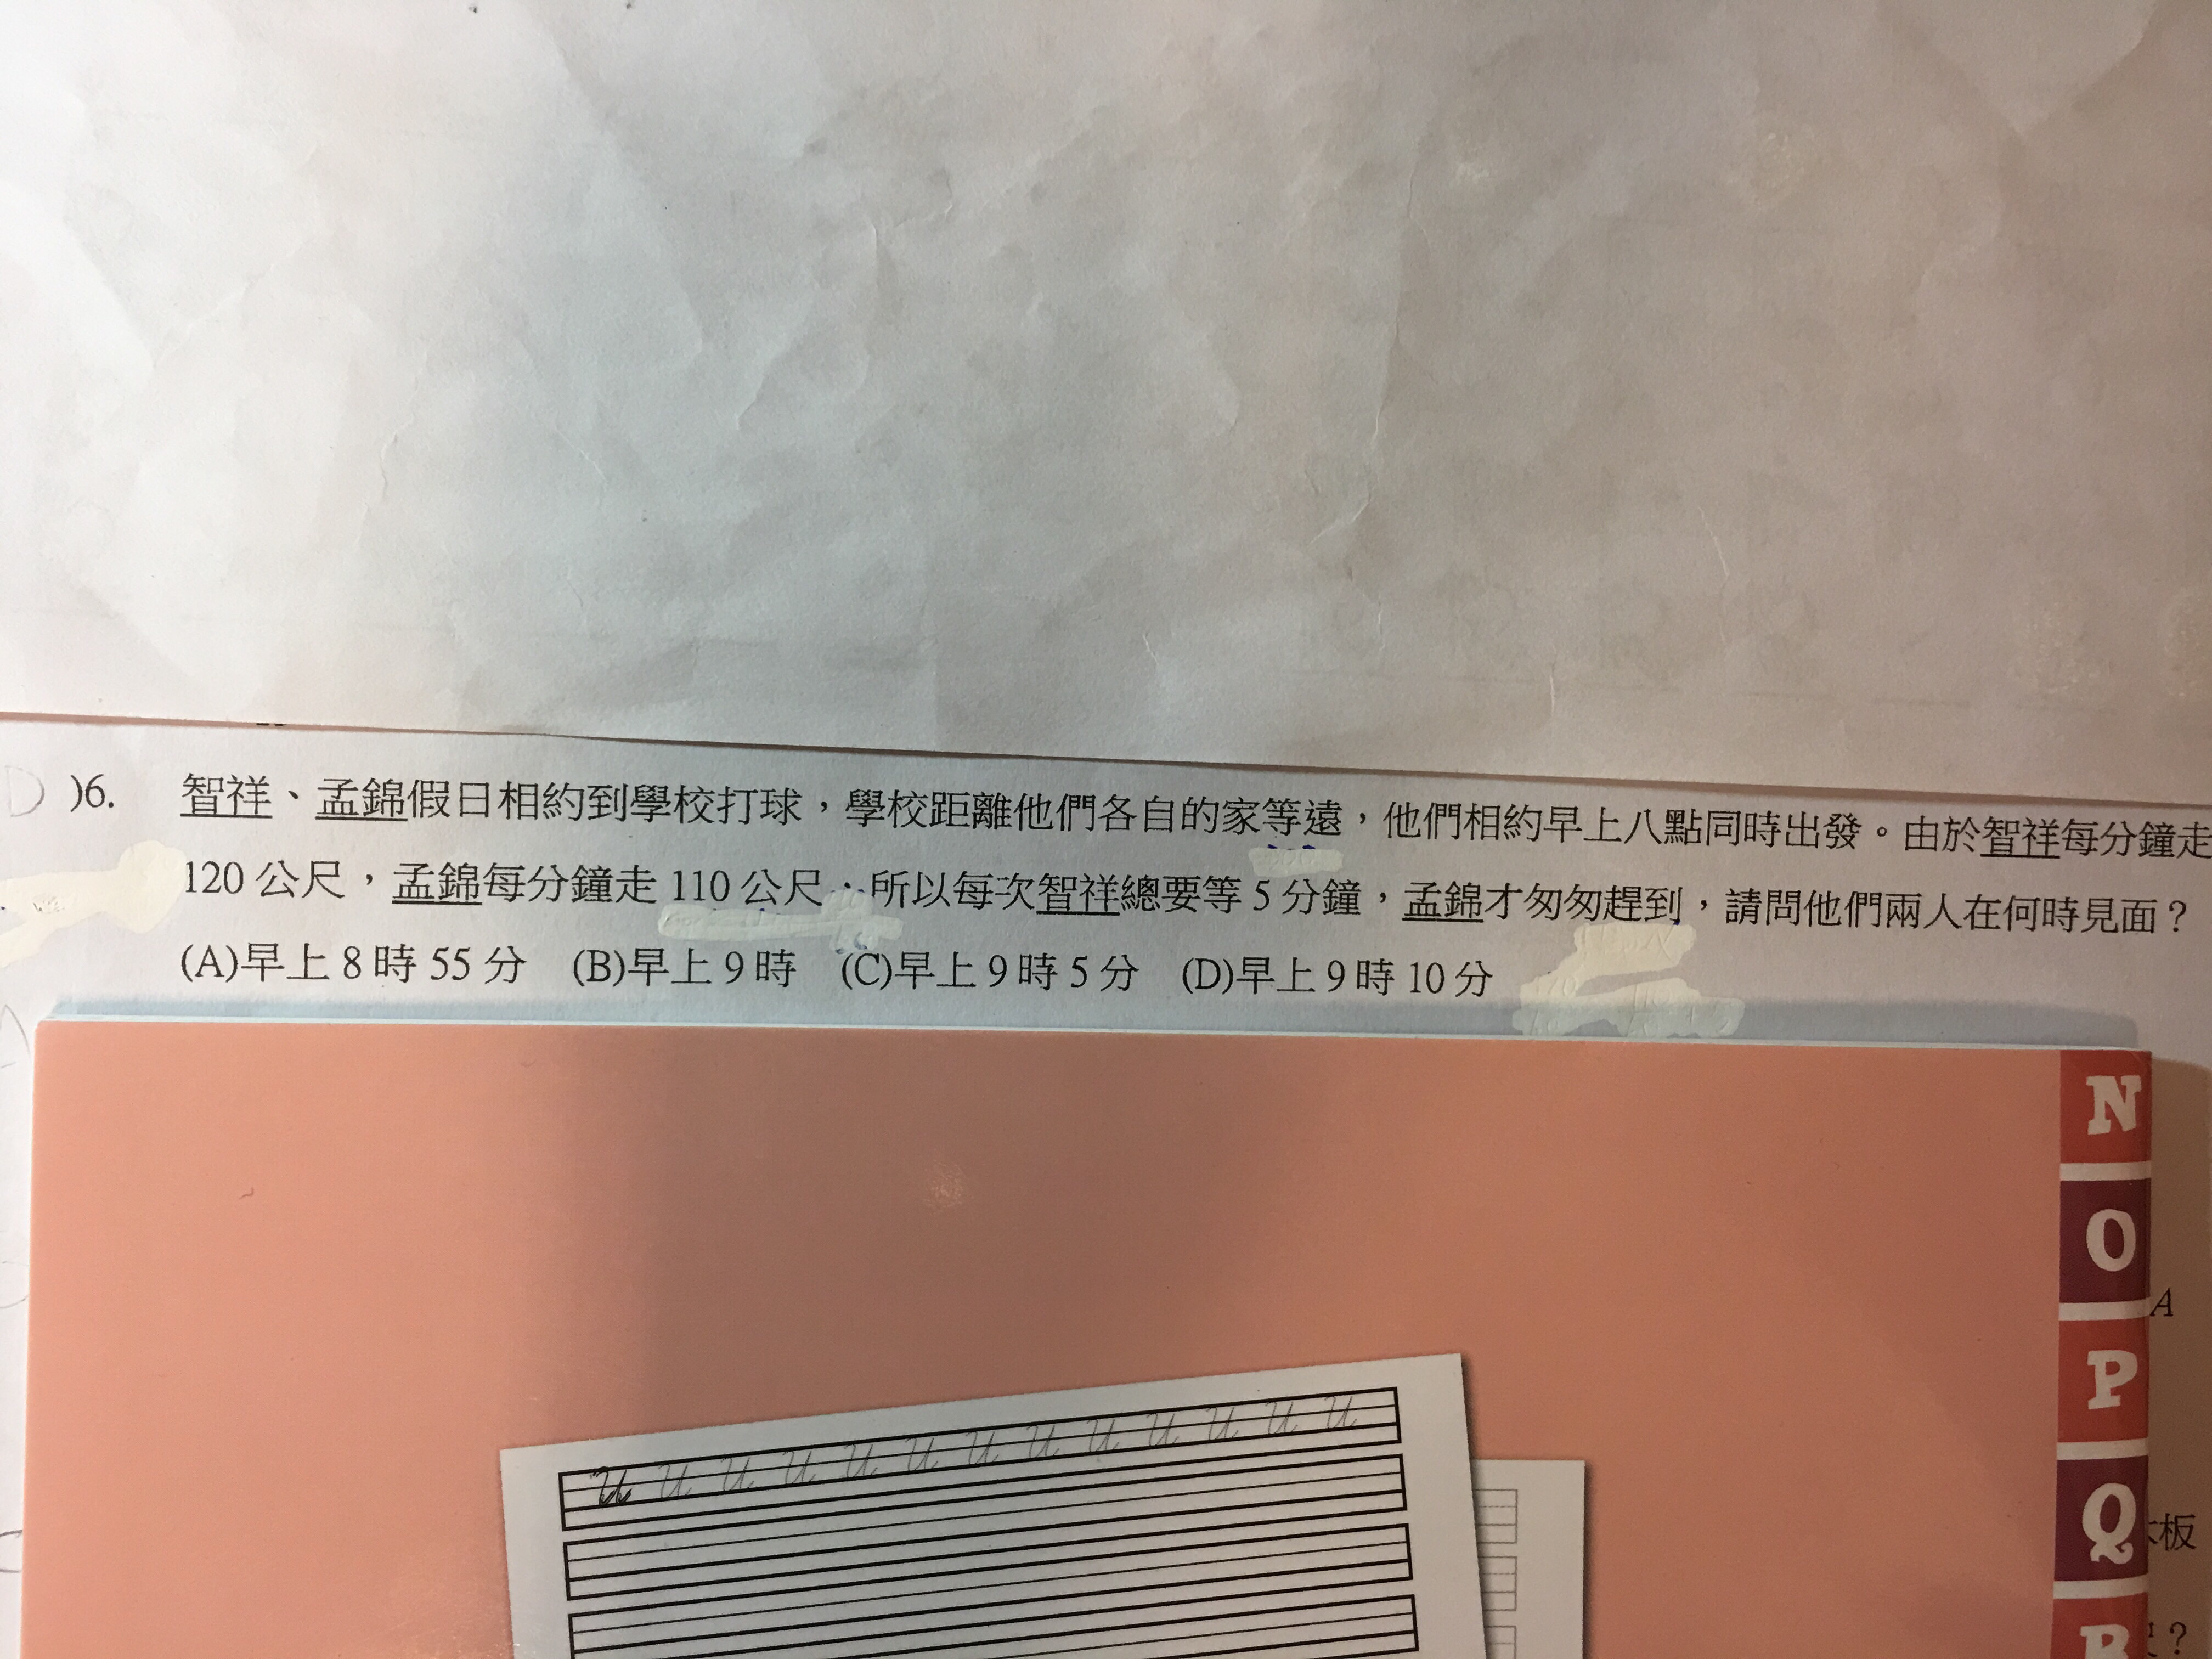 D )6. 智祥、孟錦假日相約到學校打球，學校距離他們各自的家等遠，他們相約早上八點同時出發。由於智祥每分鐘走
120 公尺，孟錦每分鐘走 110 公尺，所以每次智祥總要等 5 分鐘，孟錦才匆匆趕到，請問他們兩人在何時見面？
(A)早上 8 時 55 分 (B)早上 9 時 (C)早上 9 時 5 分 (D)早上 9 時 10 分
N
O
P
Q
R
A
板
？
u u u u u u u u u u u u u